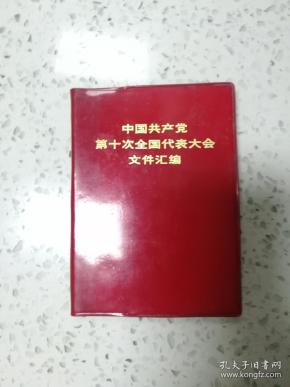 中国共产党
第十次全国代表大会
文件汇编
孔夫子旧书网